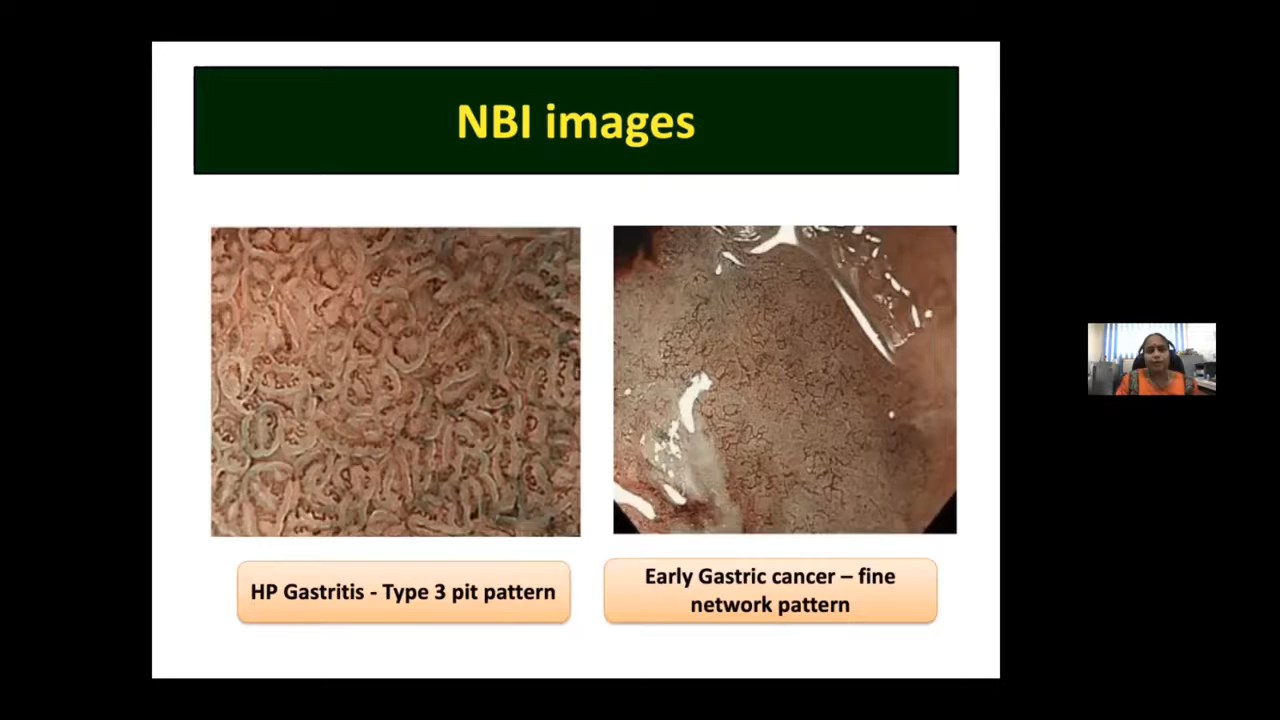 NBI images
HP Gastritis - Type 3 pit pattern
Early Gastric cancer – fine
network pattern